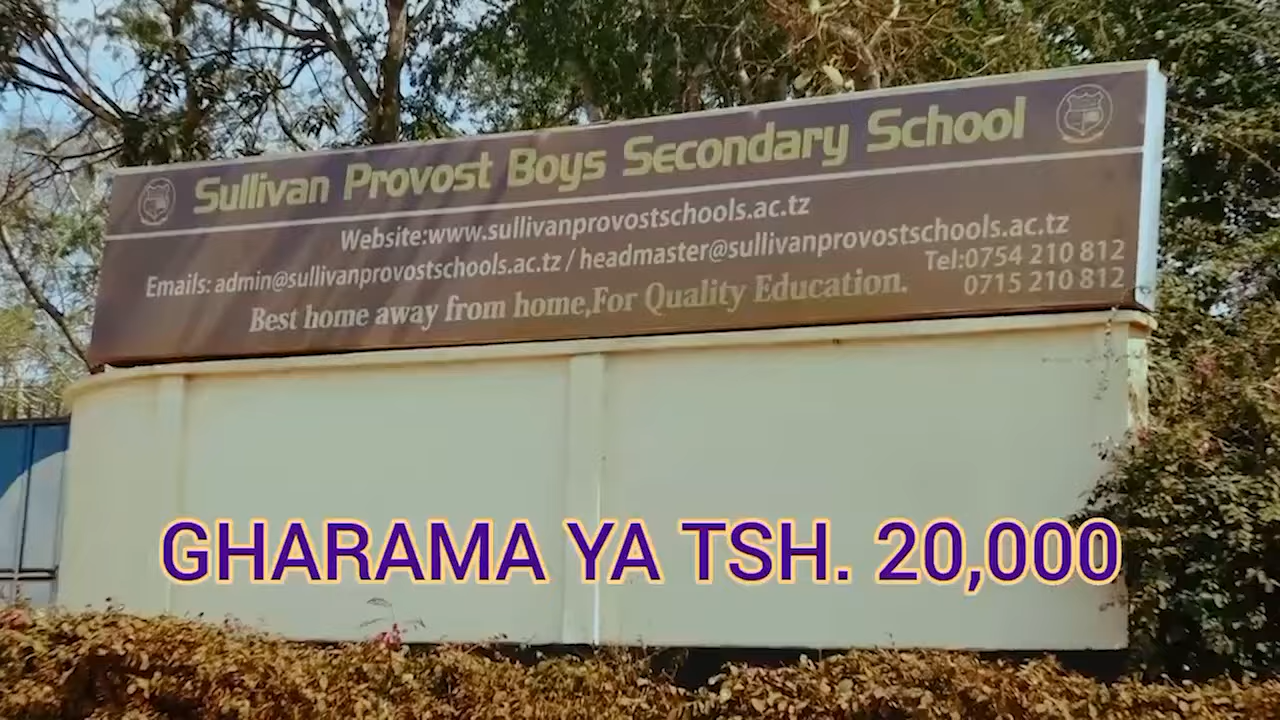 Sullivan Provost Boys Secondary School
Website:www.sullivanprovostschools.ac.tz
Emails: admin@sullivanprovostschools.ac.tz / headmaster@sullivanprovostschools.ac.tz
Best home away from home,For Quality Education.
Tel:0754 210 812
0715 210 812
GHARAMA YA TSH. 20,000